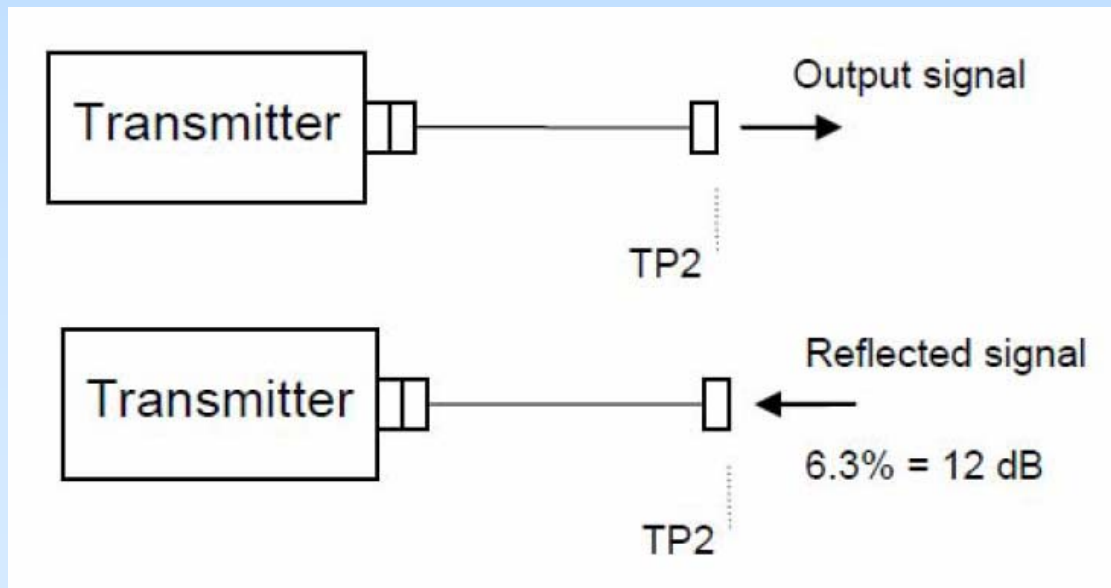 Transmitter
Output signal
TP2
Transmitter
Reflected signal
6.3% = 12 dB
TP2